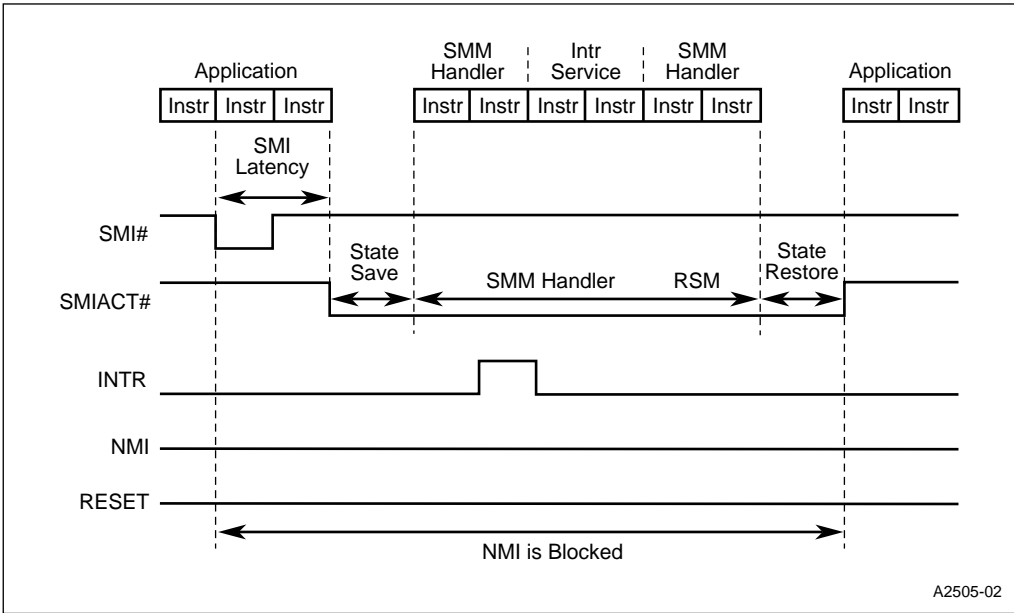 SMM Intr SMM
Application Handler Service Handler Application
Instr Instr Instr Instr Instr Instr Instr Instr Instr Instr Instr
SMI
Latency
SMI#
State State
Save Restore
SMM Handler RSM
SMIACT#
INTR
NMI
RESET
NMI is Blocked
A2505-02